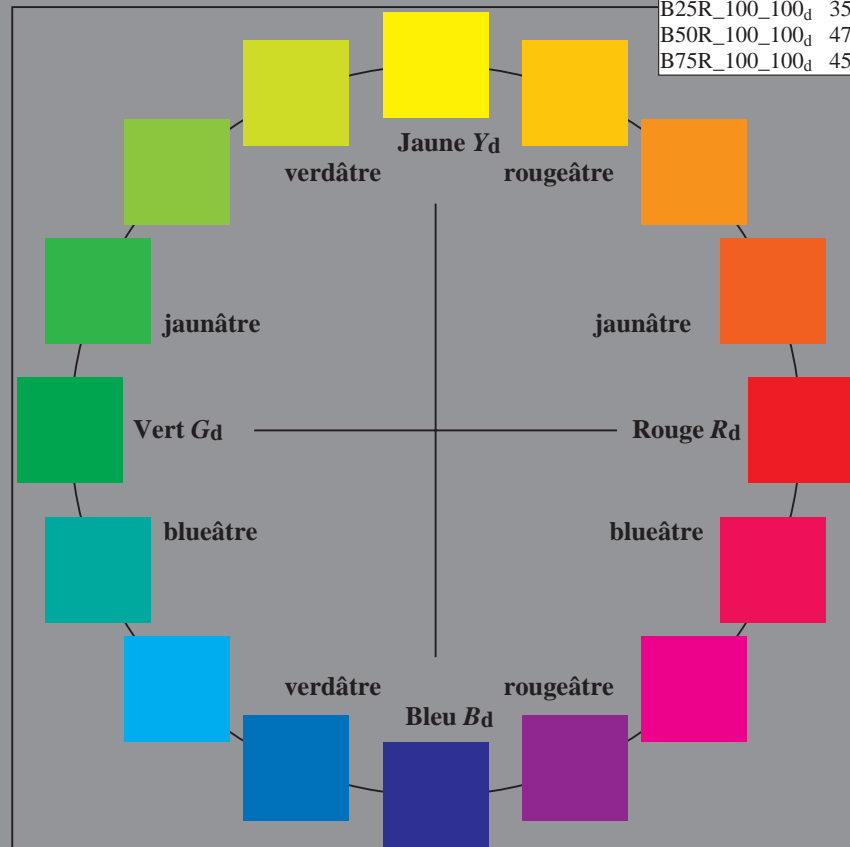 B25R_100_100d 35
B50R_100_100d 47
B75R_100_100d 45
Jaune Yd
verdâtre rougeâtre
jaunâtre jaunâtre
Vert Gd Rouge Rd
blueâtre blueâtre
verdâtre rougeâtre
Bleu Bd